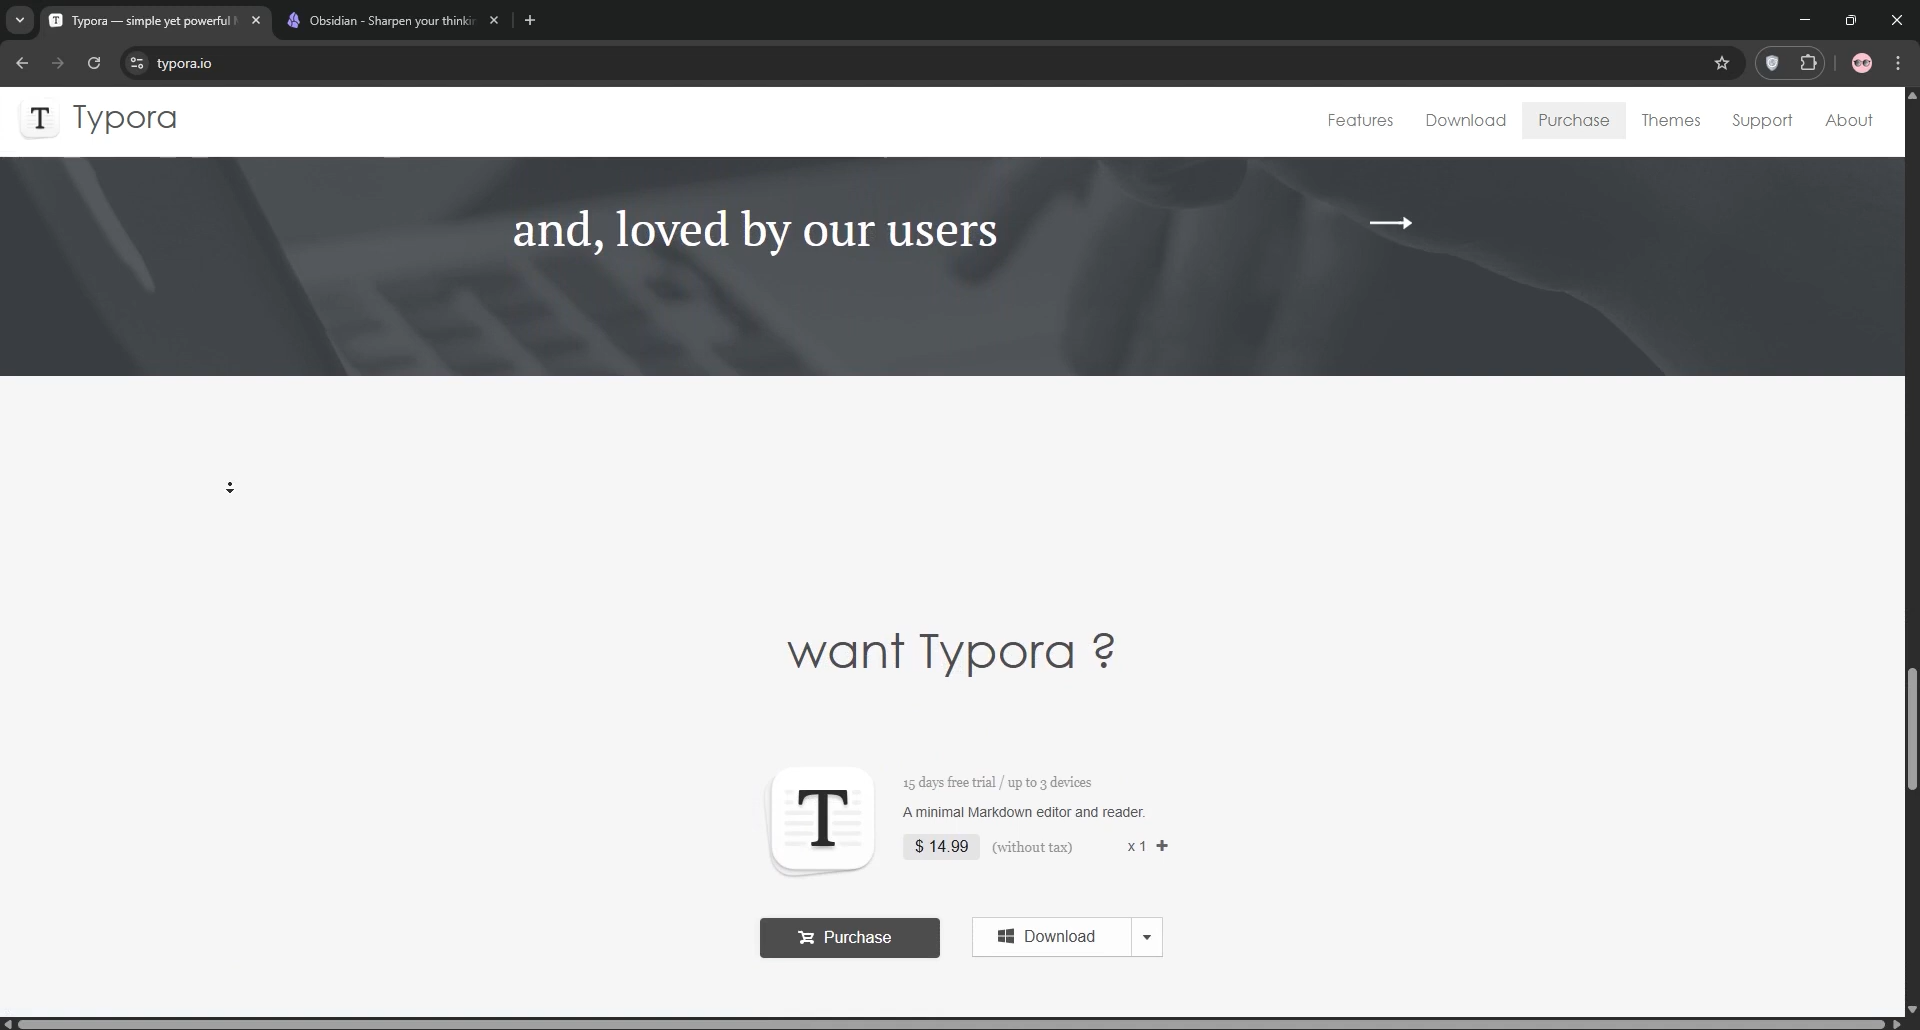 Typora — simple yet powerful
Obsidian - Sharpen your thinkin
typora.io
T Typora
Features
Download
Purchase
Themes
Support
About
and, loved by our users
want Typora ?
T
15 days free trial / up to 3 devices
A minimal Markdown editor and reader.
$ 14.99 (without tax) x 1 +
Purchase
Download